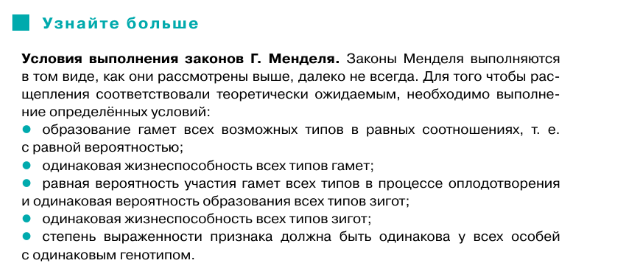 Узнайте больше
Условия выполнения законов Г. Менделя. Законы Менделя выполняются
в том виде, как они рассмотрены выше, далеко не всегда. Для того чтобы рас-
щепления соответствовали теоретически ожидаемым, необходимо выполне-
ние определённых условий:
• образование гамет всех возможных типов в равных соотношениях, т. е.
с равной вероятностью;
• одинаковая жизнеспособность всех типов гамет;
• равная вероятность участия гамет всех типов в процессе оплодотворения
и одинаковая вероятность образования всех типов зигот;
• одинаковая жизнеспособность всех типов зигот;
• степень выраженности признака должна быть одинакова у всех особей
с одинаковым генотипом.